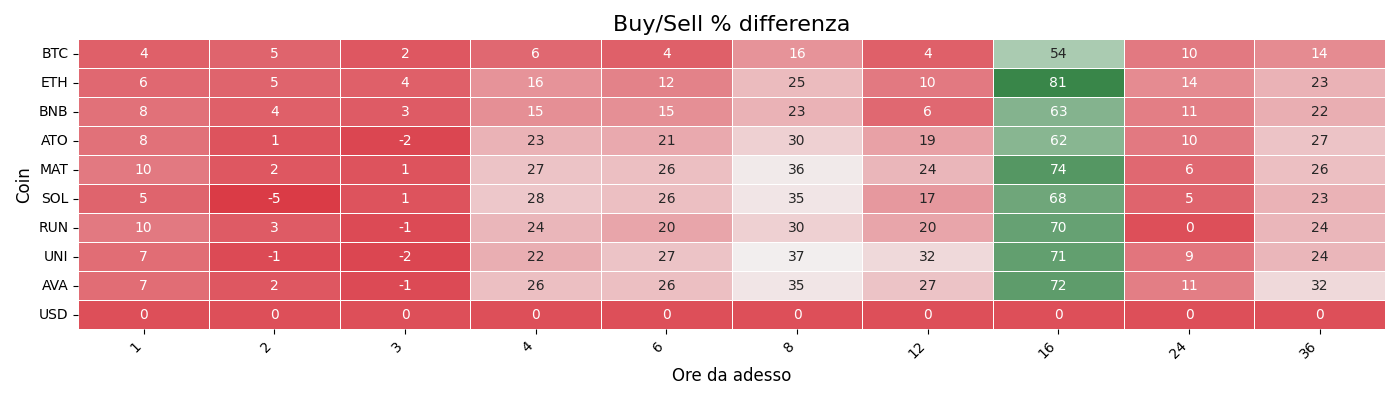 Buy/Sell % differenza
Coin
BTC 4 5 2 6 4 16 4 54 10 14
ETH 6 5 4 16 12 25 10 81 14 23
BNB 8 4 3 15 15 23 6 63 11 22
ATO 8 1 -2 23 21 30 19 62 10 27
MAT 10 2 1 27 26 36 24 74 6 26
SOL 5 -5 1 28 26 35 17 68 5 23
RUN 10 3 -1 24 20 30 20 70 0 24
UNI 7 -1 -2 22 27 37 32 71 9 24
AVA 7 2 -1 26 26 35 27 72 11 32
USD 0 0 0 0 0 0 0 0 0 0
1 2 3 4 6 8 12 16 24 36
Ore da adesso